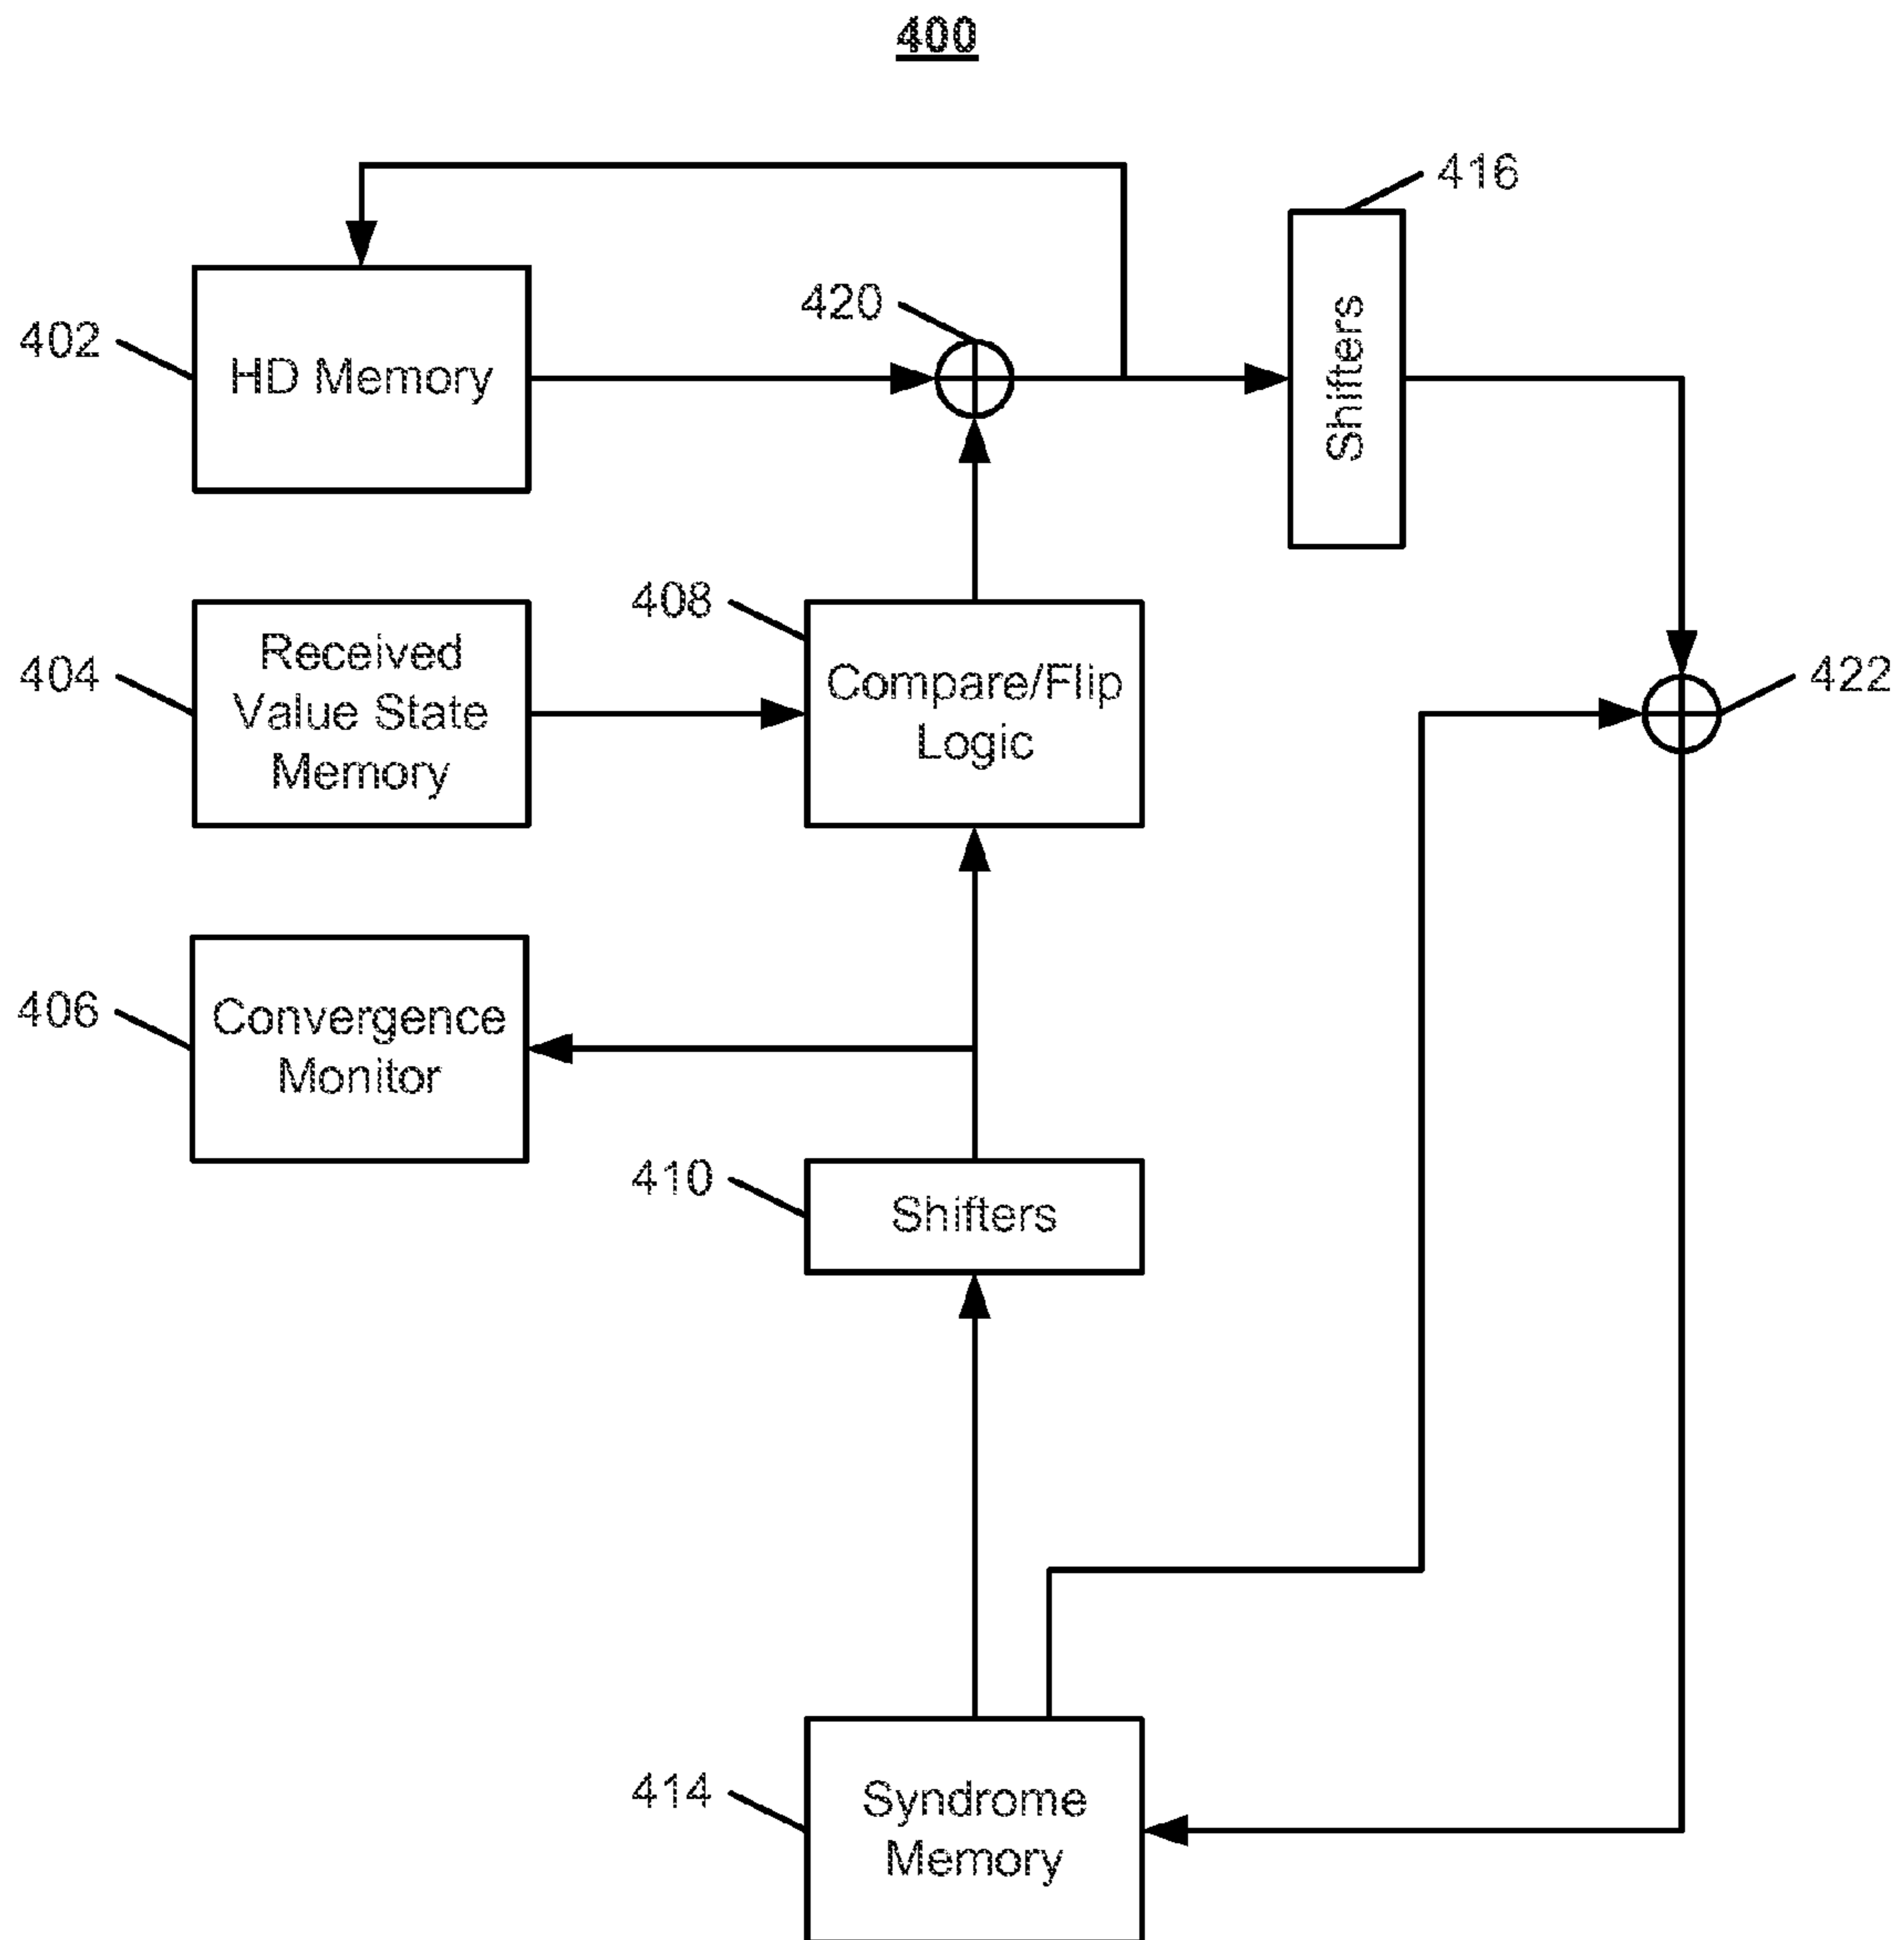 400
416
Shifters
420
402
HD Memory
408
404
Received
Value State
Memory
Compare/Flip
Logic
422
406
Convergence
Monitor
410
Shifters
414
Syndrome
Memory